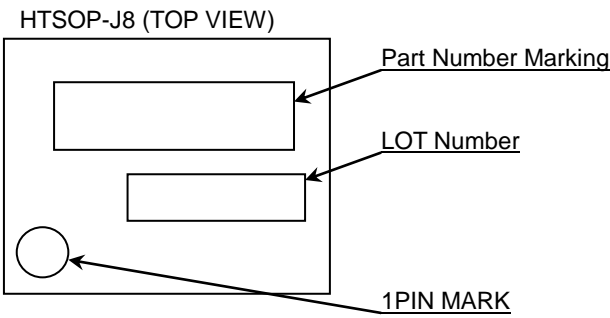 HTSOP-J8 (TOP VIEW)
Part Number Marking
LOT Number
1PIN MARK